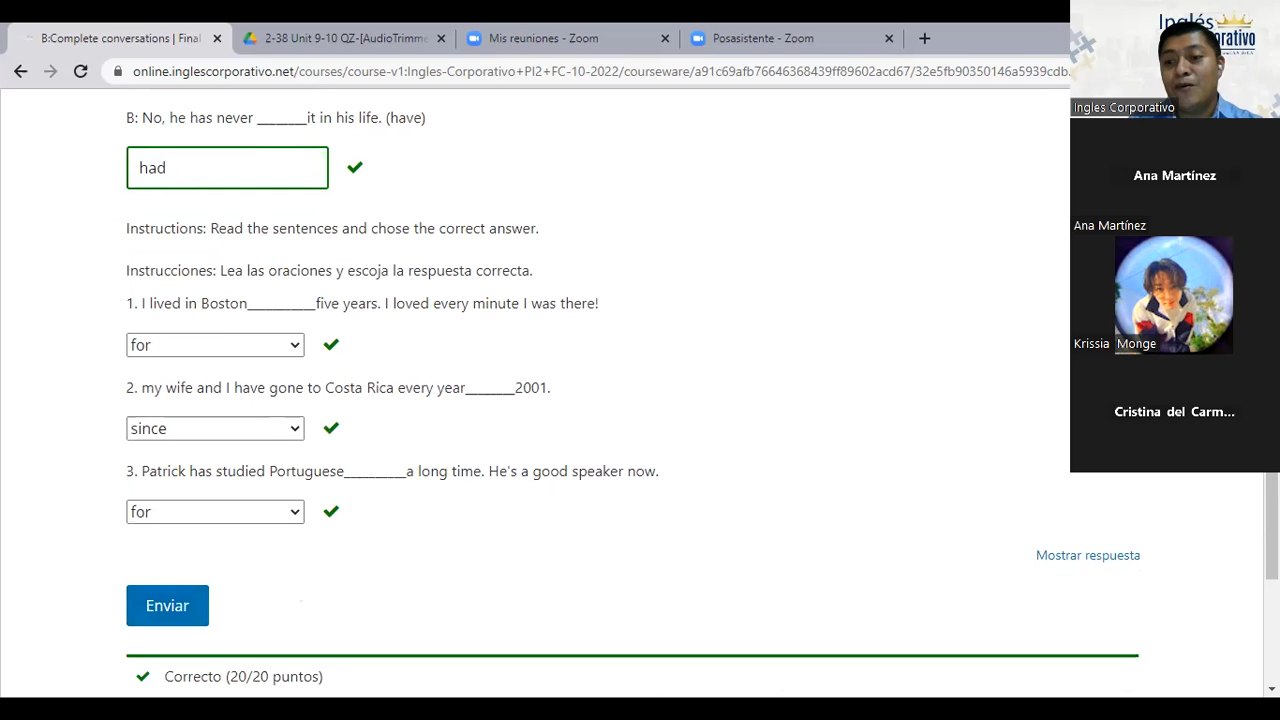 B:Complete conversations | Final
2-38 Unit 9-10 QZ-[AudioTrimme
Mis reuniones - Zoom
Posasistente - Zoom
online.inglescorporativo.net/courses/course-v1:Ingles-Corporativo+PI2+FC-10-2022/courseware/a91c69afb76646368439ff89602acd67/32e5fb90350146a5939cdb
B: No, he has never ________it in his life. (have)
had
Instructions: Read the sentences and chose the correct answer.
Instrucciones: Lea las oraciones y escoja la respuesta correcta.
1. I lived in Boston___________five years. I loved every minute I was there!
for
2. my wife and I have gone to Costa Rica every year________2001.
since
3. Patrick has studied Portuguese__________a long time. He's a good speaker now.
for
Mostrar respuesta
Enviar
Correcto (20/20 puntos)
Inglés
Ingles Corporativo
Ana Martínez
Ana Martínez
Krissia Monge
Cristina del Carm...